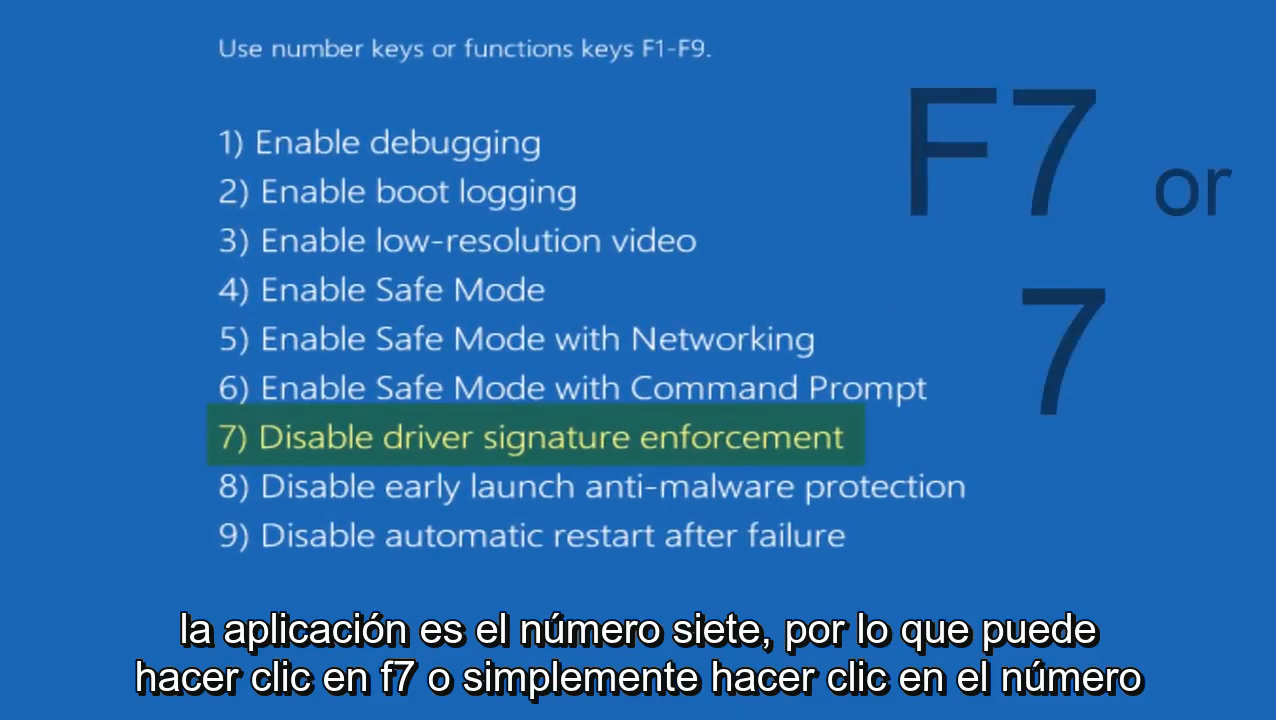 Use number keys or functions keys F1-F9.
F7 or
7
1) Enable debugging
2) Enable boot logging
3) Enable low-resolution video
4) Enable Safe Mode
5) Enable Safe Mode with Networking
6) Enable Safe Mode with Command Prompt
7) Disable driver signature enforcement
8) Disable early launch anti-malware protection
9) Disable automatic restart after failure
la aplicación es el número siete, por lo que puede
hacer clic en f7 o simplemente hacer clic en el número